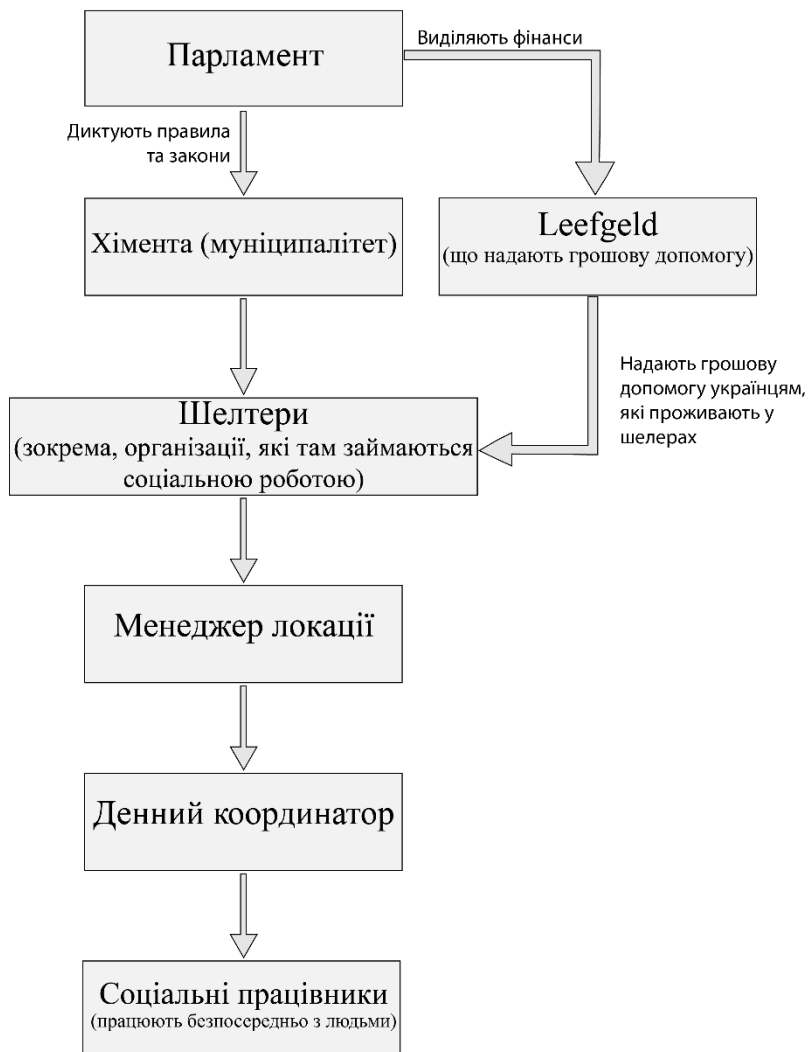 Парламент
Виділяють фінанси
Диктують правила
та закони
Хімента (муніципалітет)
Leefgeld
(що надають грошову допомогу)
Надають грошову
допомогу українцям,
які проживають у
шелерах
Шелтери
(зокрема, організації, які там займаються
соціальною роботою)
Менеджер локації
Денний координатор
Соціальні працівники
(працюють безпосередньо з людьми)